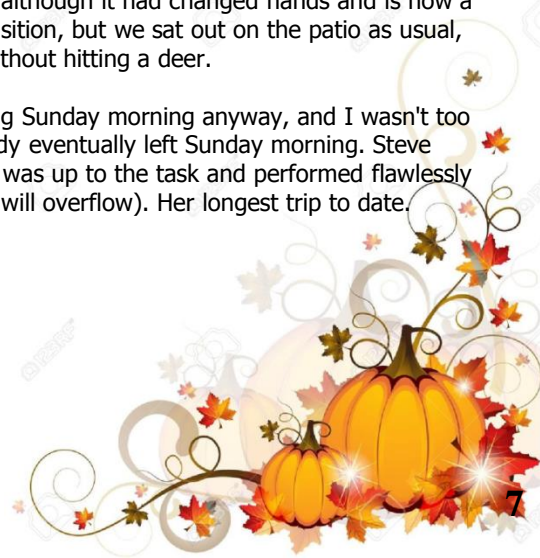 although it had changed hands and is now a
sition, but we sat out on the patio as usual,
thout hitting a deer.
g Sunday morning anyway, and I wasn't too
dy eventually left Sunday morning. Steve
was up to the task and performed flawlessly
will overflow). Her longest trip to date.
7